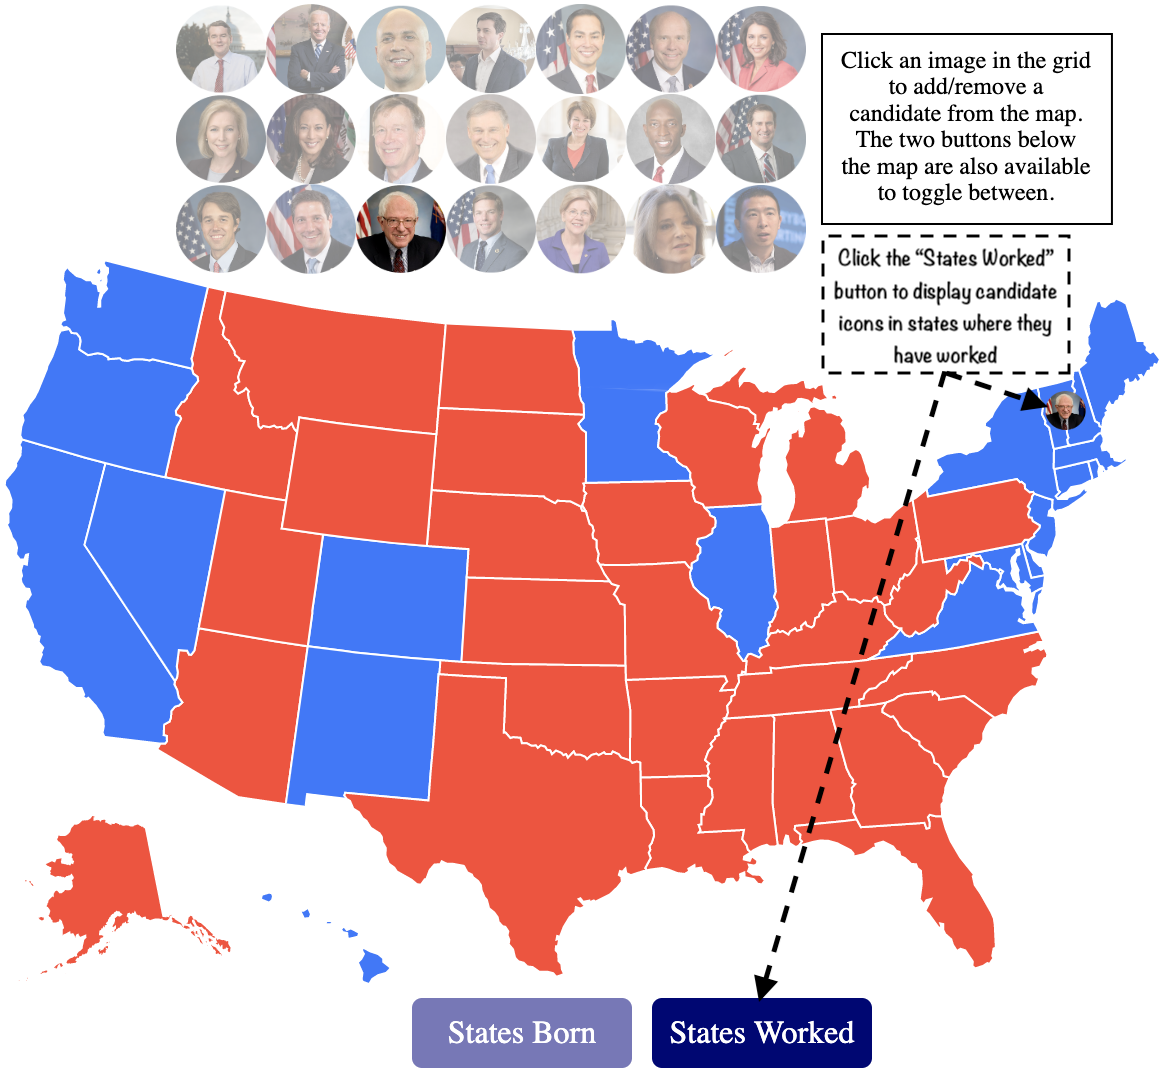 Click an image in the grid
to add/remove a
candidate from the map.
The two buttons below
the map are also available
to toggle between.
Click the “States Worked”
button to display candidate
icons in states where they
have worked
States Born
States Worked